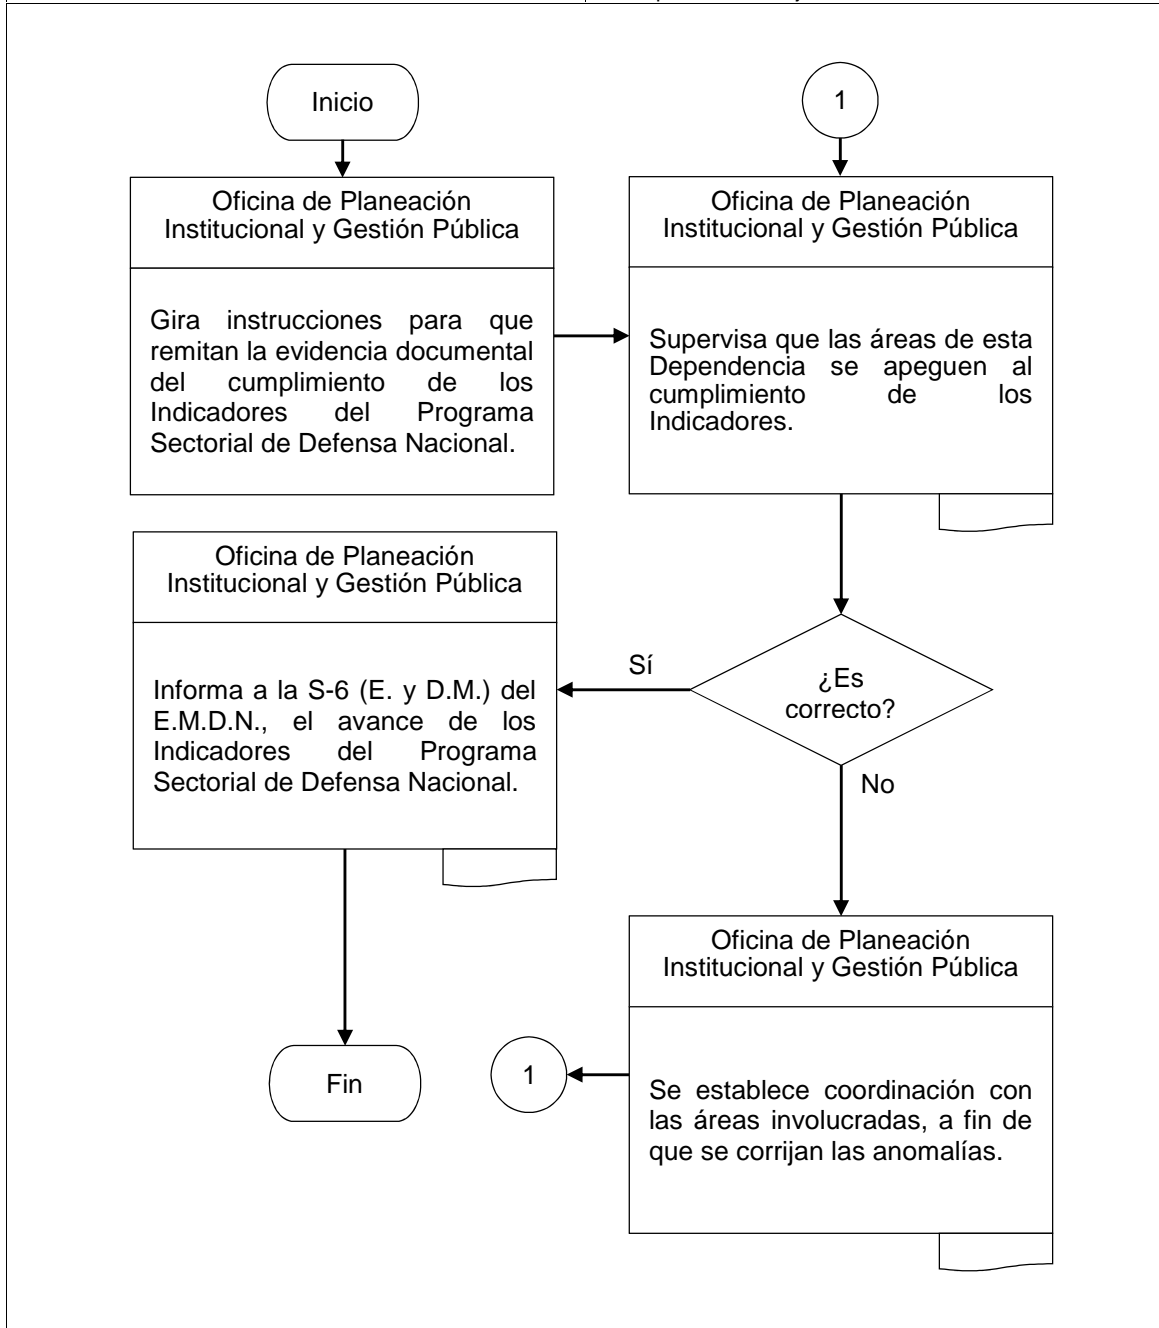 Inicio
1
Oficina de Planeación
Institucional y Gestión Pública
Gira instrucciones para que
remitan la evidencia documental
del cumplimiento de los
Indicadores del Programa
Sectorial de Defensa Nacional.
Oficina de Planeación
Institucional y Gestión Pública
Supervisa que las áreas de esta
Dependencia se apeguen al
cumplimiento de los
Indicadores.
¿Es
correcto?
Sí
No
Oficina de Planeación
Institucional y Gestión Pública
Informa a la S-6 (E. y D.M.) del
E.M.D.N., el avance de los
Indicadores del Programa
Sectorial de Defensa Nacional.
Fin
Oficina de Planeación
Institucional y Gestión Pública
Se establece coordinación con
las áreas involucradas, a fin de
que se corrijan las anomalías.
1